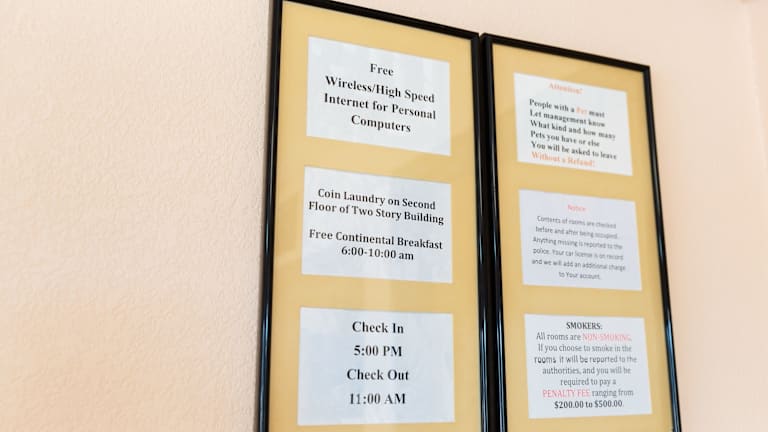 Free
Wireless/High Speed
Internet for Personal
Computers
Coin Laundry on Second
Floor of Two Story Building
Free Continental Breakfast
6:00-10:00 am
Check In
5:00 PM
Check Out
11:00 AM
Attention!
People with a Pet must
Let management know
What kind and how many
Pets you have or else
You will be asked to leave
Without a Refund!
Notice
Contents of rooms are checked
before and after being occupied...
Anything missing is reported to the
police. Your car license is on record
and we will add an additional charge
to Your account.
SMOKERS:
All rooms are NON-SMOKING.
If you choose to smoke in the
rooms it will be reported to the
authorities, and you will be
required to pay a
PENALTY FEE ranging from
$200.00 to $500.00.